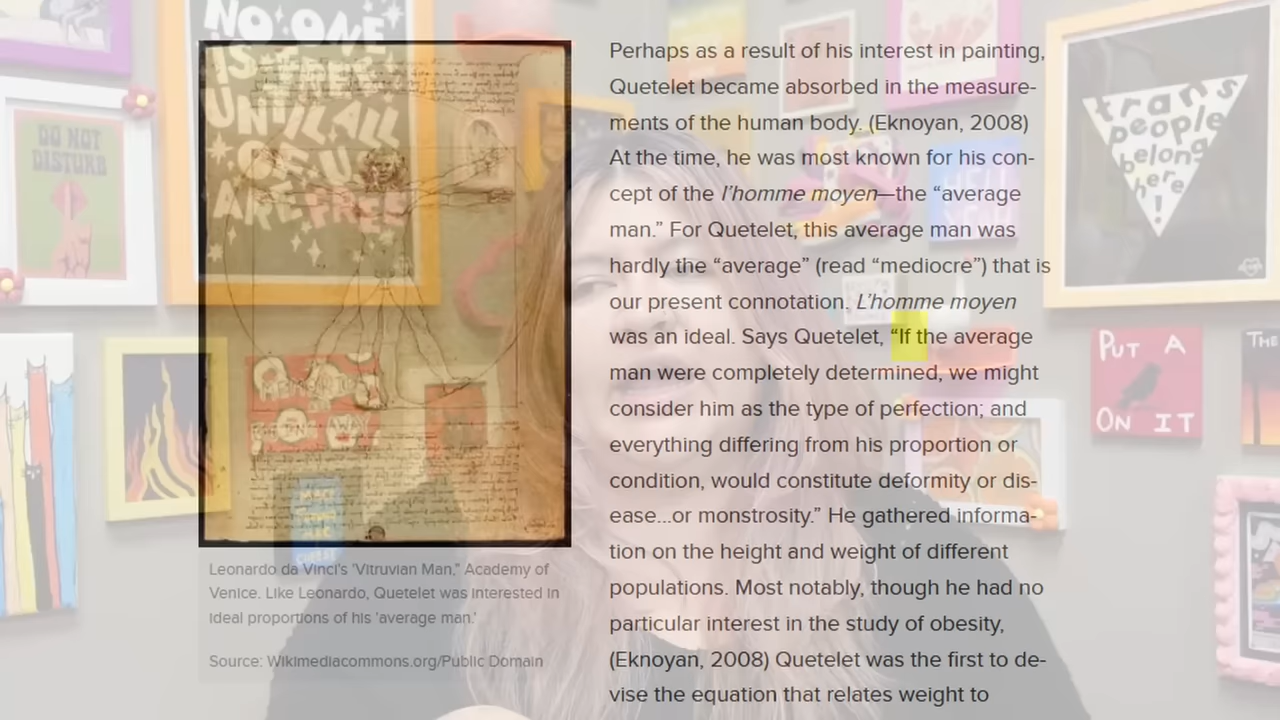 NO ONE
IS FREE
UNTIL ALL
OF US
ARE FREE
DO NOT
DISTURB
trans
people
belong
here
!
PUT A
ON IT
THE
Leonardo da Vinci's 'Vitruvian Man," Academy of
Venice. Like Leonardo, Quetelet was interested in
ideal proportions of his 'average man.'
Source: Wikimediacommons.org/Public Domain
Perhaps as a result of his interest in painting,
Quetelet became absorbed in the measure-
ments of the human body. (Eknoyan, 2008)
At the time, he was most known for his con-
cept of the l'homme moyen—the “average
man.” For Quetelet, this average man was
hardly the “average” (read “mediocre”) that is
our present connotation. L'homme moyen
was an ideal. Says Quetelet, “If the average
man were completely determined, we might
consider him as the type of perfection; and
everything differing from his proportion or
condition, would constitute deformity or dis-
ease...or monstrosity.” He gathered informa-
tion on the height and weight of different
populations. Most notably, though he had no
particular interest in the study of obesity,
(Eknoyan, 2008) Quetelet was the first to de-
vise the equation that relates weight to